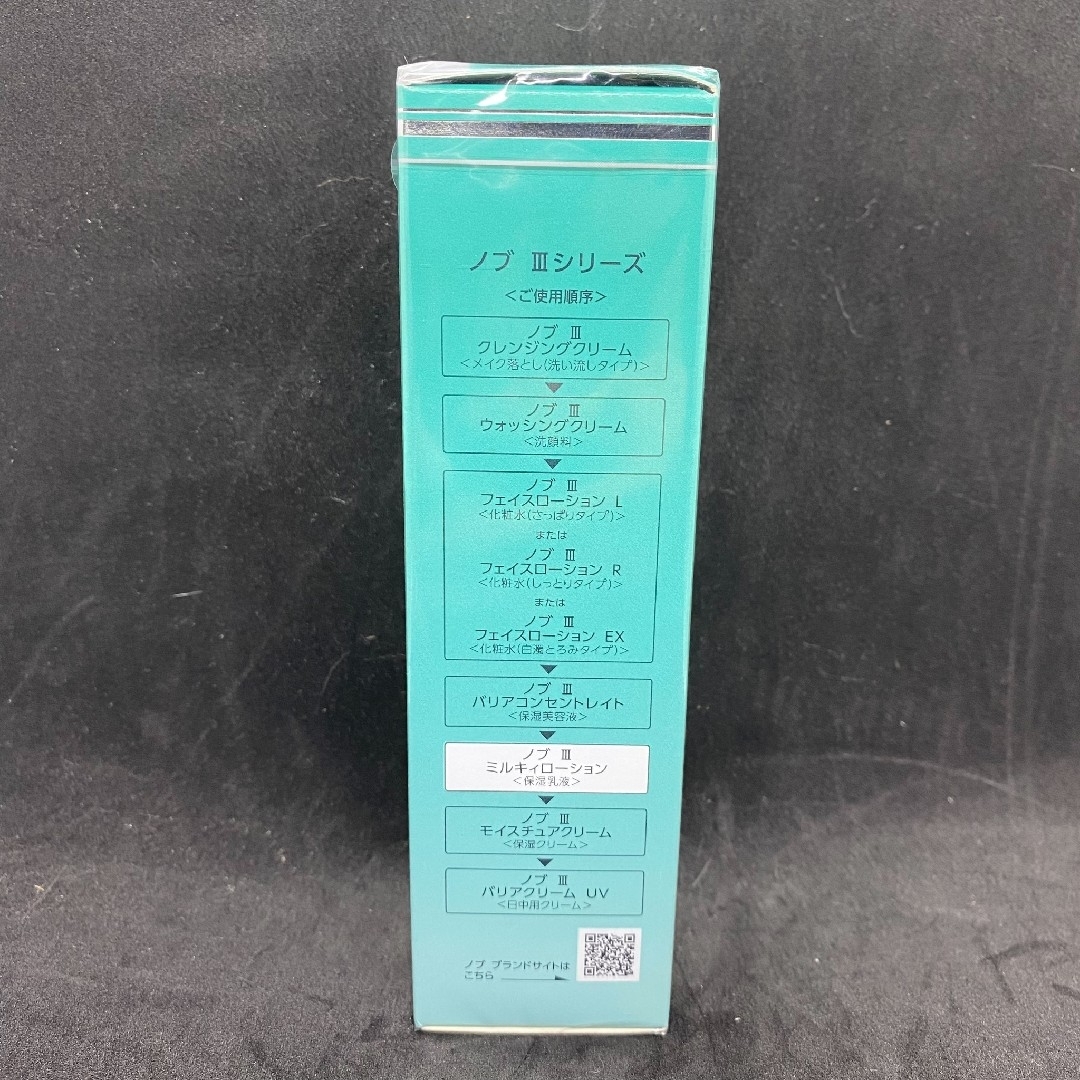 ノブ Ⅲシリーズ
＜ご使用順序＞
ノブ Ⅲ
クレンジングクリーム
＜メイク落とし(洗い流しタイプ)＞
ノブ Ⅲ
ウォッシングクリーム
＜洗顔料＞
ノブ Ⅲ
フェイスローション L
＜化粧水(さっぱりタイプ)＞
または
ノブ Ⅲ
フェイスローション R
＜化粧水(しっとりタイプ)＞
または
ノブ Ⅲ
フェイスローション EX
＜化粧水(白濁とろみタイプ)＞
ノブ Ⅲ
バリアコンセントレイト
＜保湿美容液＞
ノブ Ⅲ
ミルキィローション
＜保湿乳液＞
ノブ Ⅲ
モイスチュアクリーム
＜保湿クリーム＞
ノブ Ⅲ
バリアクリーム UV
＜日中用クリーム＞
ノブ ブランドサイトは
こちら